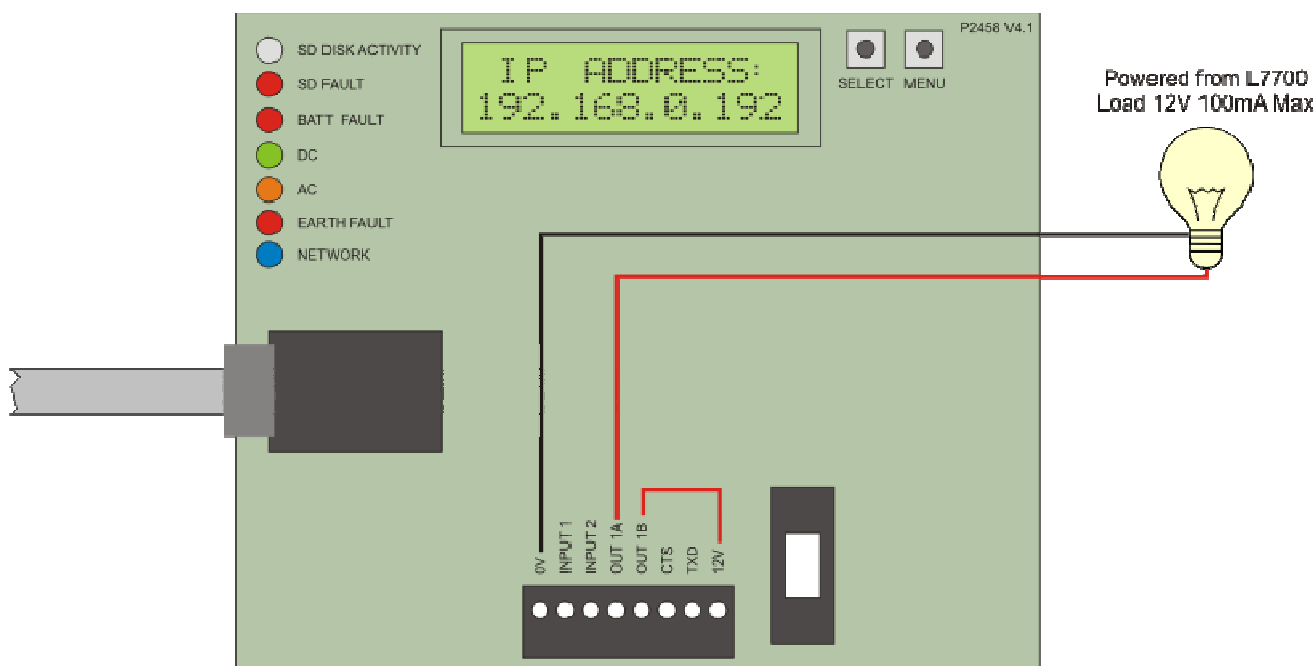 P2458 V4.1
SD DISK ACTIVITY
SD FAULT
BATT FAULT
DC
AC
EARTH FAULT
NETWORK
IP ADDRESS:
192.168.0.192
SELECT MENU
Powered from L7700
Load 12V 100mA Max
0V
INPUT 1
INPUT 2
OUT 1A
OUT 1B
CTS
TXD
12V